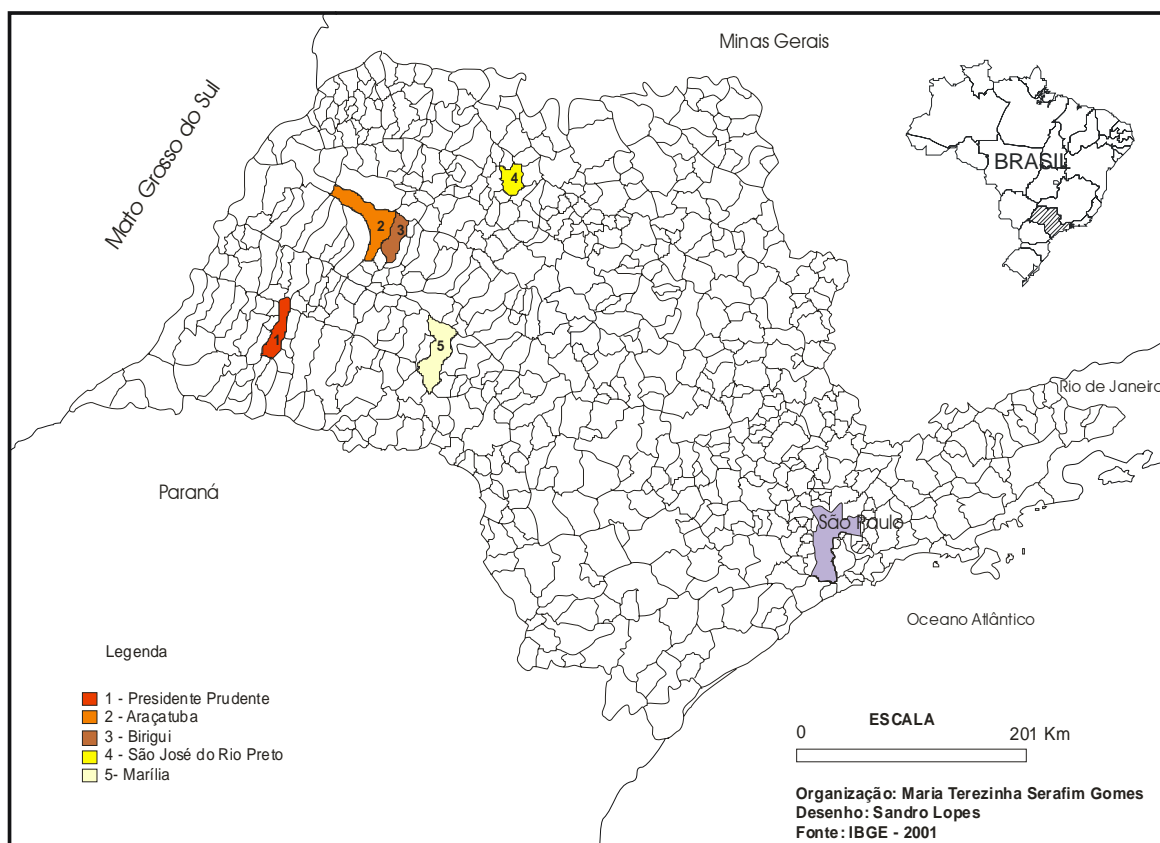 Minas Gerais
Mato Grosso do Sul
BRASIL
4
2
3
1
5
Rio de Janeiro
Paraná
São Paulo
Oceano Atlântico
Legenda
1 - Presidente Prudente
2 - Araçatuba
3 - Birigui
4 - São José do Rio Preto
5- Marília
ESCALA
0 201 Km
Organização: Maria Terezinha Serafim Gomes
Desenho: Sandro Lopes
Fonte: IBGE - 2001